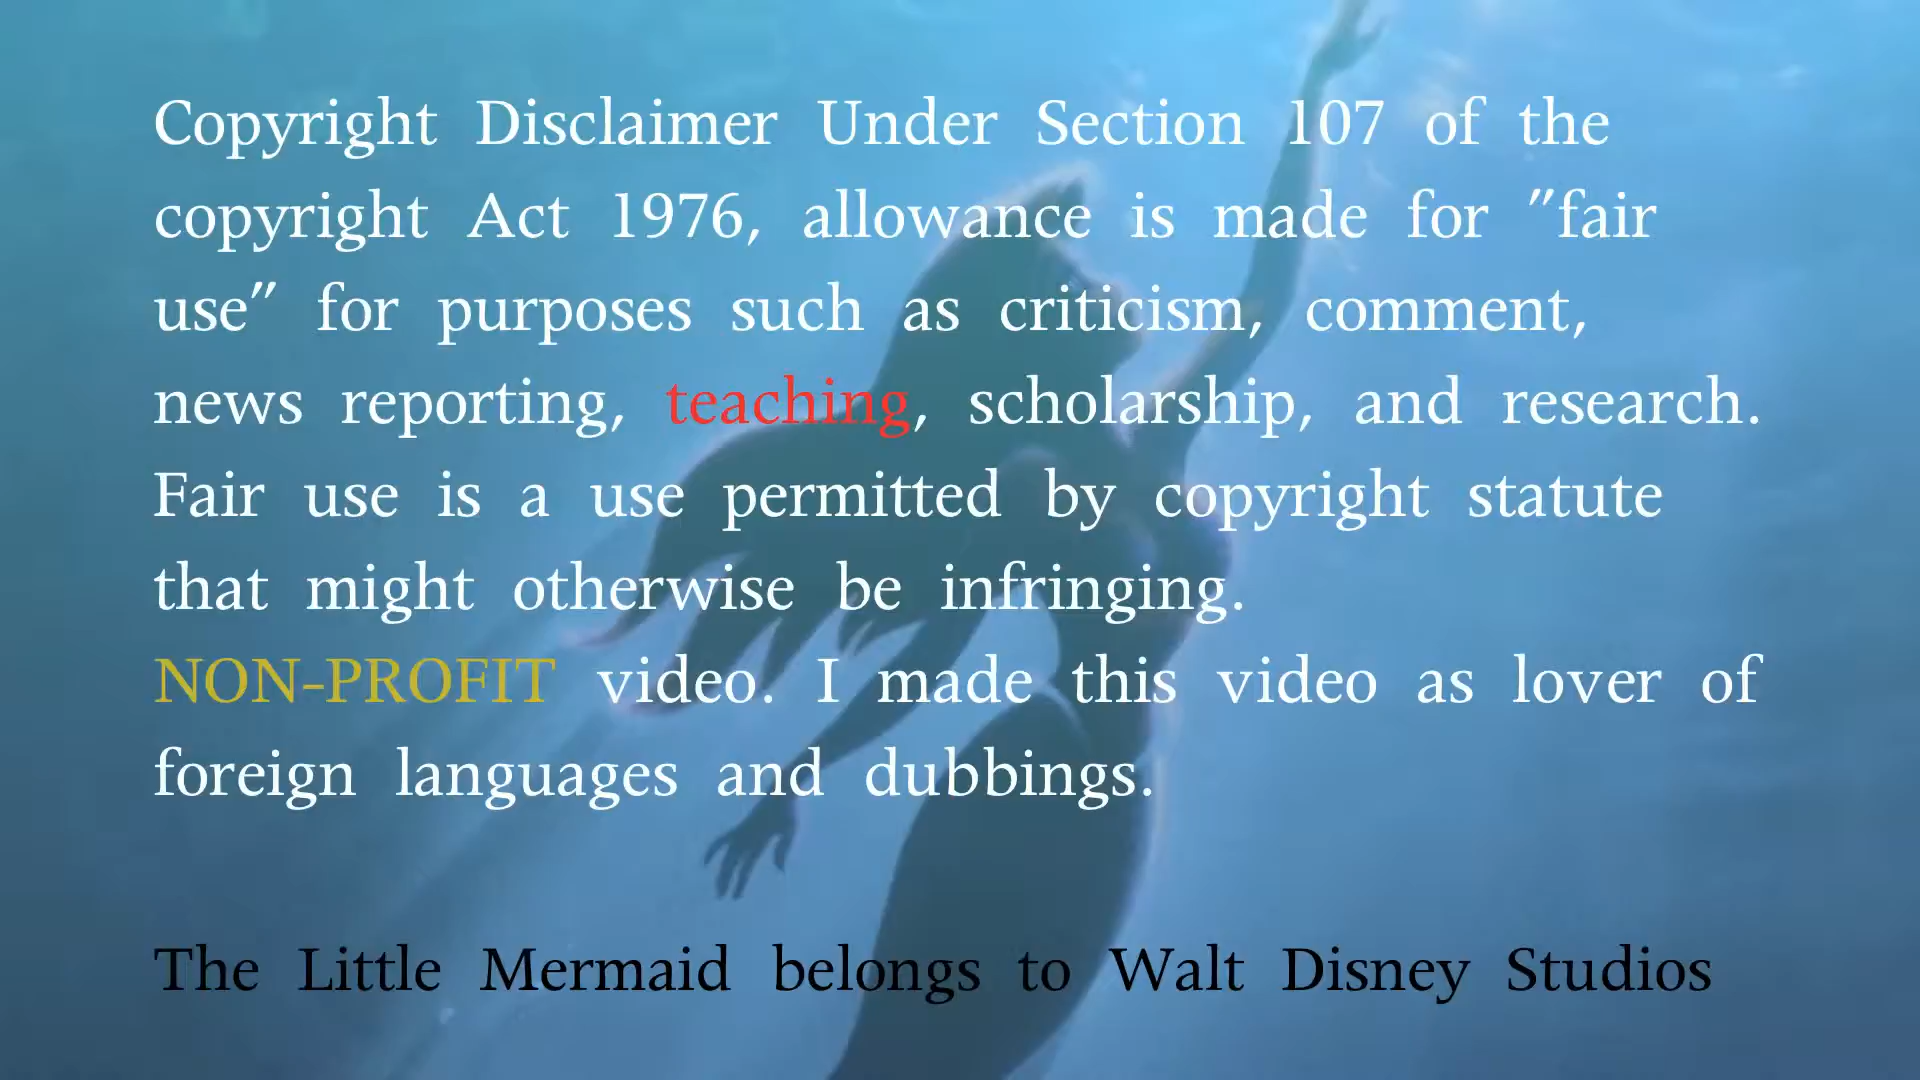 Copyright Disclaimer Under Section 107 of the
copyright Act 1976, allowance is made for "fair
use" for purposes such as criticism, comment,
news reporting, teaching, scholarship, and research.
Fair use is a use permitted by copyright statute
that might otherwise be infringing.
NON-PROFIT video. I made this video as lover of
foreign languages and dubbings.
The Little Mermaid belongs to Walt Disney Studios